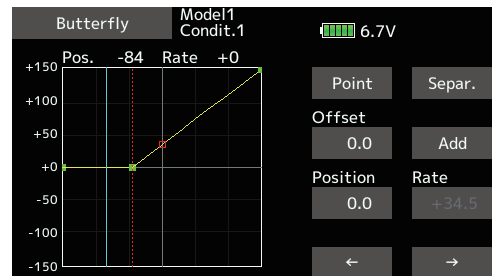 Butterfly
Model1
Condit.1
6.7V
Pos. -84 Rate +0
+150
+100
+50
+0
-50
-100
-150
Point Separ.
Offset
0.0 Add
Position Rate
0.0 +34.5
← →